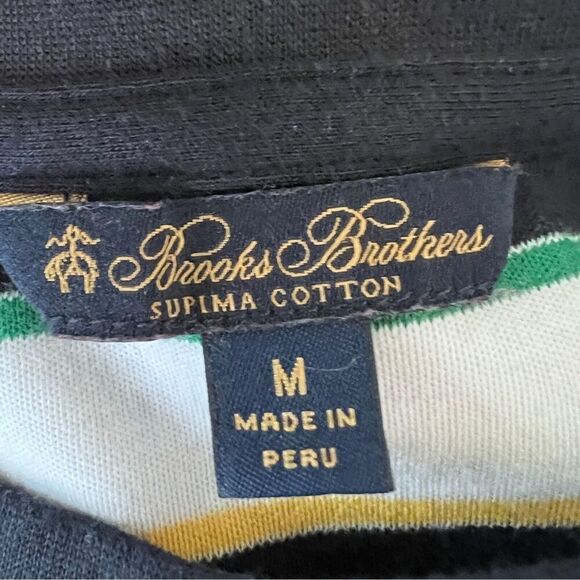 Brooks Brothers
SUPIMA COTTON
M
MADE IN
PERU